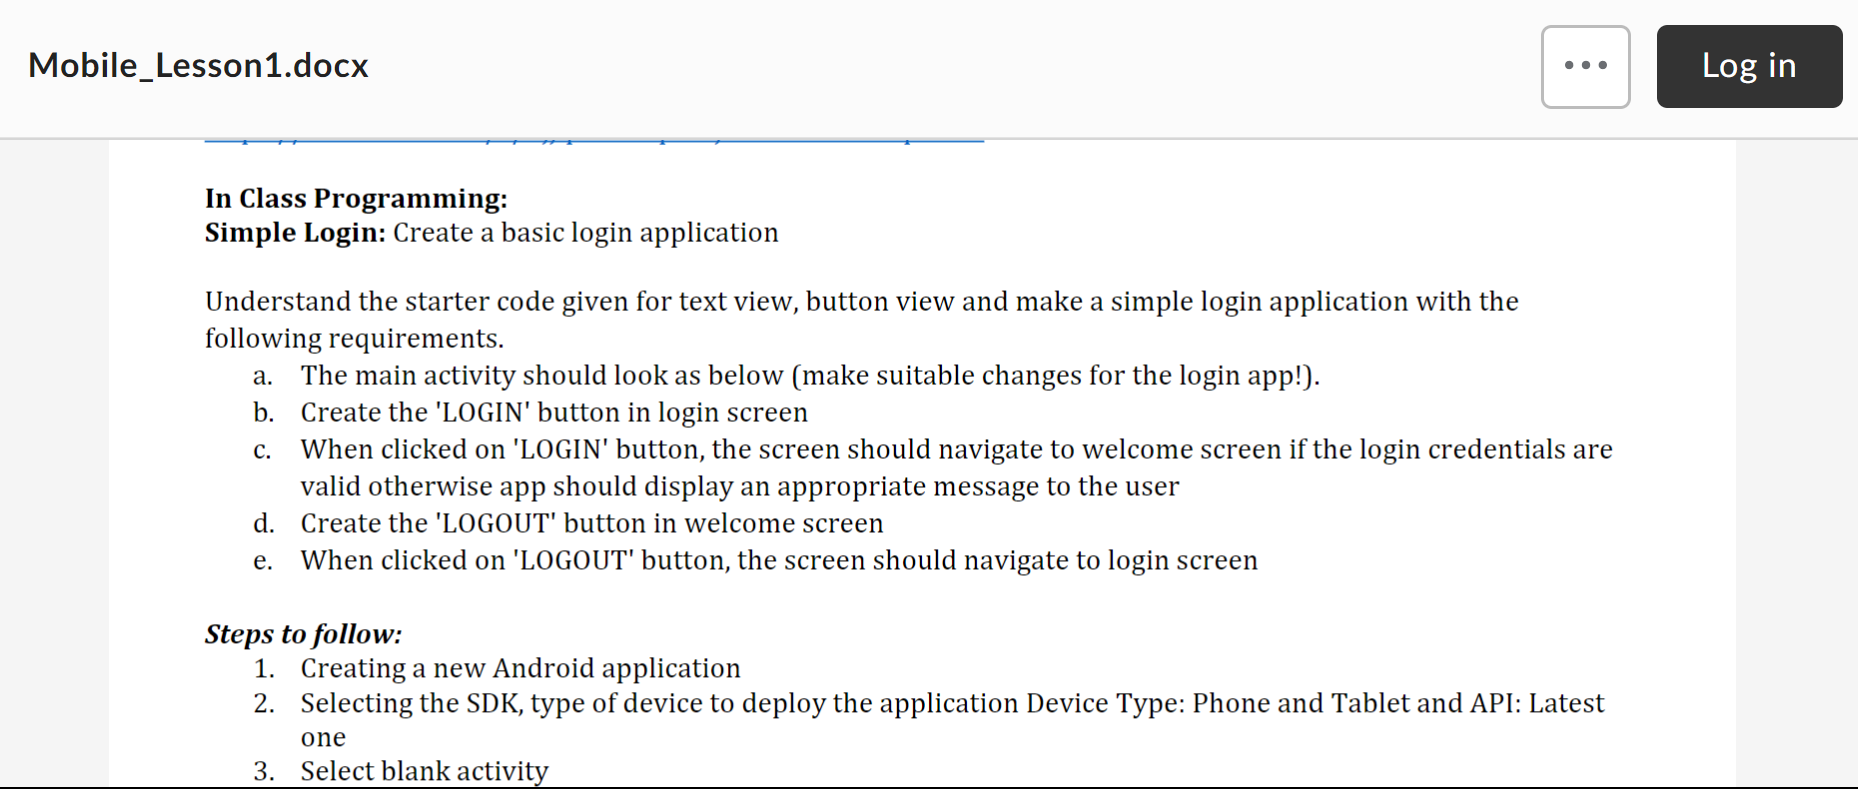 Mobile_Lesson1.docx
Log in
In Class Programming:
Simple Login: Create a basic login application
Understand the starter code given for text view, button view and make a simple login application with the
following requirements.
a. The main activity should look as below (make suitable changes for the login app!).
b. Create the 'LOGIN' button in login screen
c. When clicked on 'LOGIN' button, the screen should navigate to welcome screen if the login credentials are
valid otherwise app should display an appropriate message to the user
d. Create the 'LOGOUT' button in welcome screen
e. When clicked on 'LOGOUT' button, the screen should navigate to login screen
Steps to follow:
1. Creating a new Android application
2. Selecting the SDK, type of device to deploy the application Device Type: Phone and Tablet and API: Latest
one
3. Select blank activity